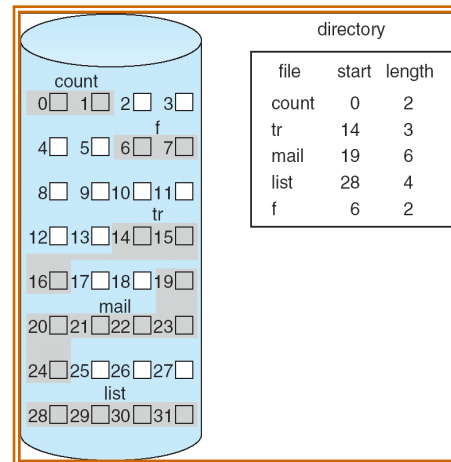 count
0 1 2 3
f
4 5 6 7
8 9 10 11
tr
12 13 14 15
16 17 18 19
mail
20 21 22 23
24 25 26 27
list
28 29 30 31
directory
file start length
count 0 2
tr 14 3
mail 19 6
list 28 4
f 6 2